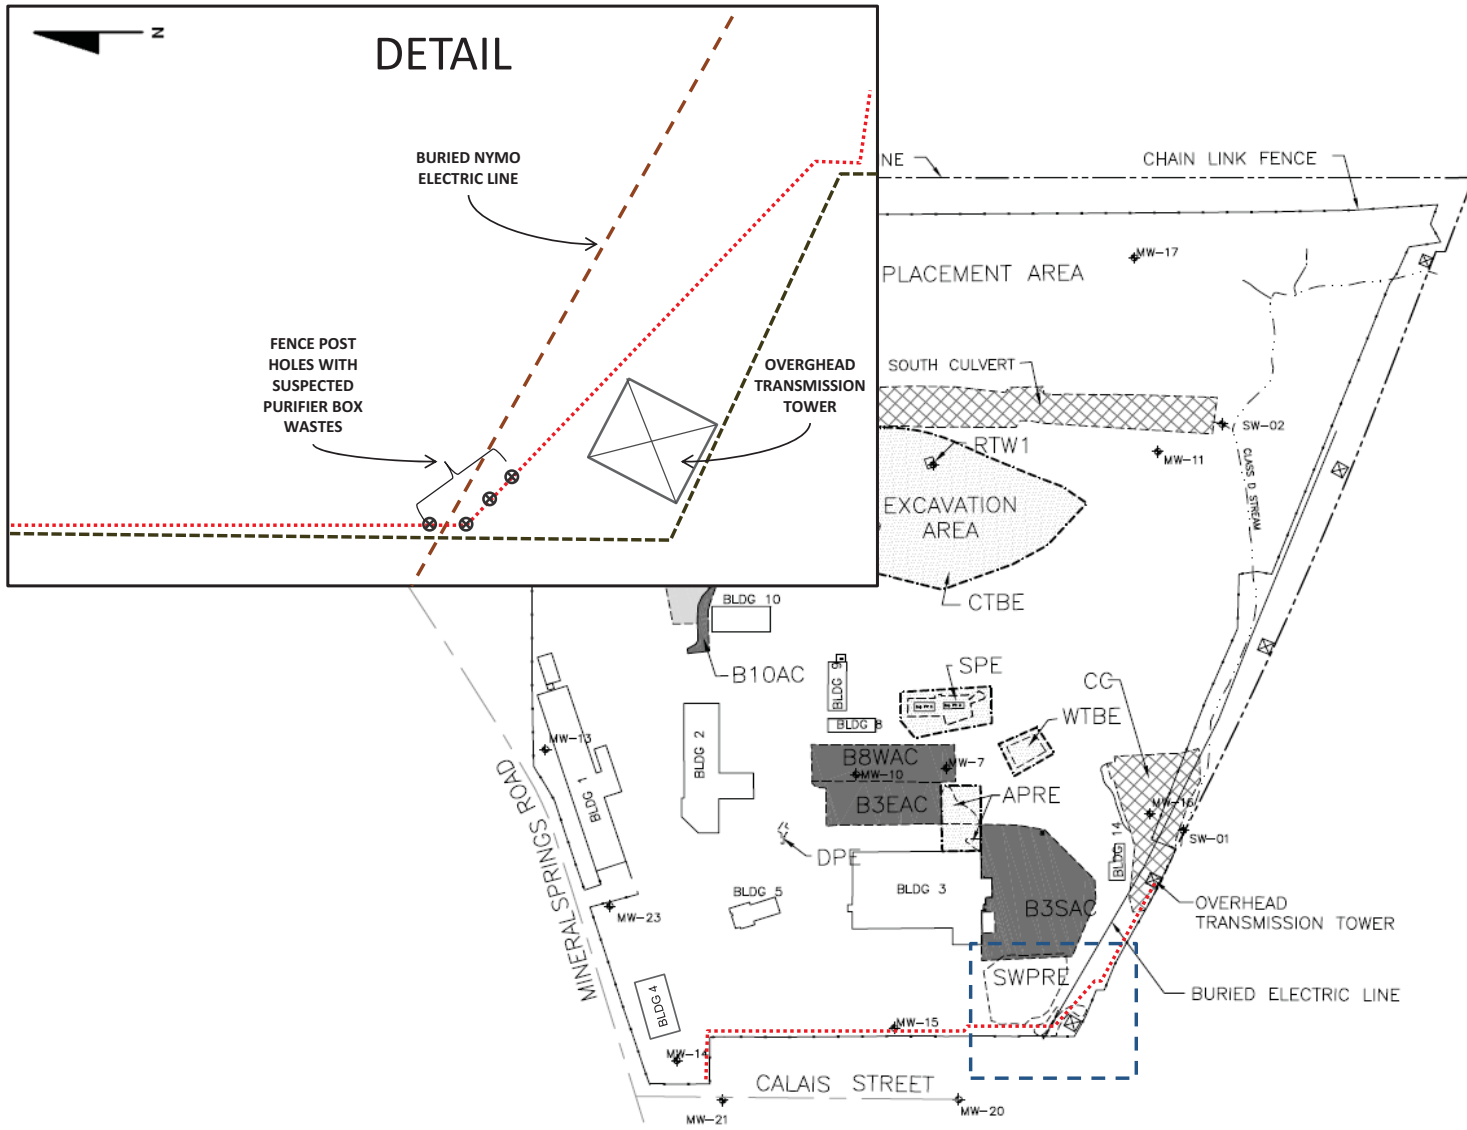 N
DETAIL
BURIED NYMO
ELECTRIC LINE
FENCE POST
HOLES WITH
SUSPECTED
PURIFIER BOX
WASTES
OVERGHEAD
TRANSMISSION
TOWER
NE
CHAIN LINK FENCE
MW-17
PLACEMENT AREA
SOUTH CULVERT
SW-02
RTW1
MW-11
CLASS D STREAM
EXCAVATION
AREA
CTBE
BLDG 10
B10AC
BLDG 9
SPE
CG
BLDG 8
WTBE
MW-13
BLDG 2
B8WAC
MW-7
MW-10
BLDG 1
B3EAC
APRE
MW-16
SW-01
MINERALSPRINGS ROAD
DPE
BLDG 14
BLDG 5
BLDG 3
MW-23
B3SAC
OVERHEAD
TRANSMISSION TOWER
SWPRE
BLDG 4
BURIED ELECTRIC LINE
MW-15
MW-14
CALAIS STREET
MW-21
MW-20